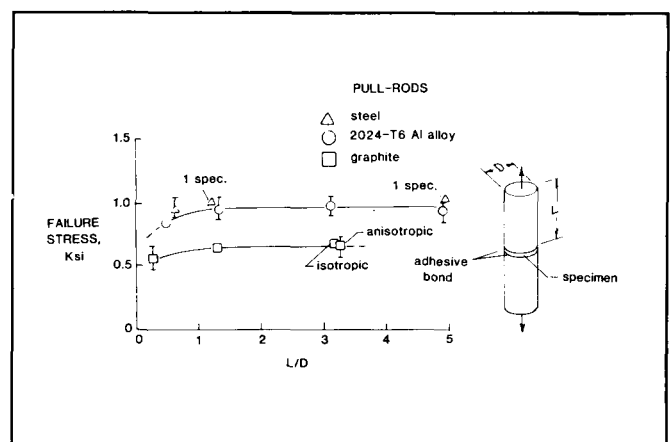 PULL-RODS
△ steel
○ 2024-T6 Al alloy
□ graphite
1.5
1 spec.
1 spec.
1.0
FAILURE
STRESS,
Ksi
anisotropic
isotropic
0.5
0
0
1
2
3
4
5
L/D
D
L
adhesive
bond
specimen